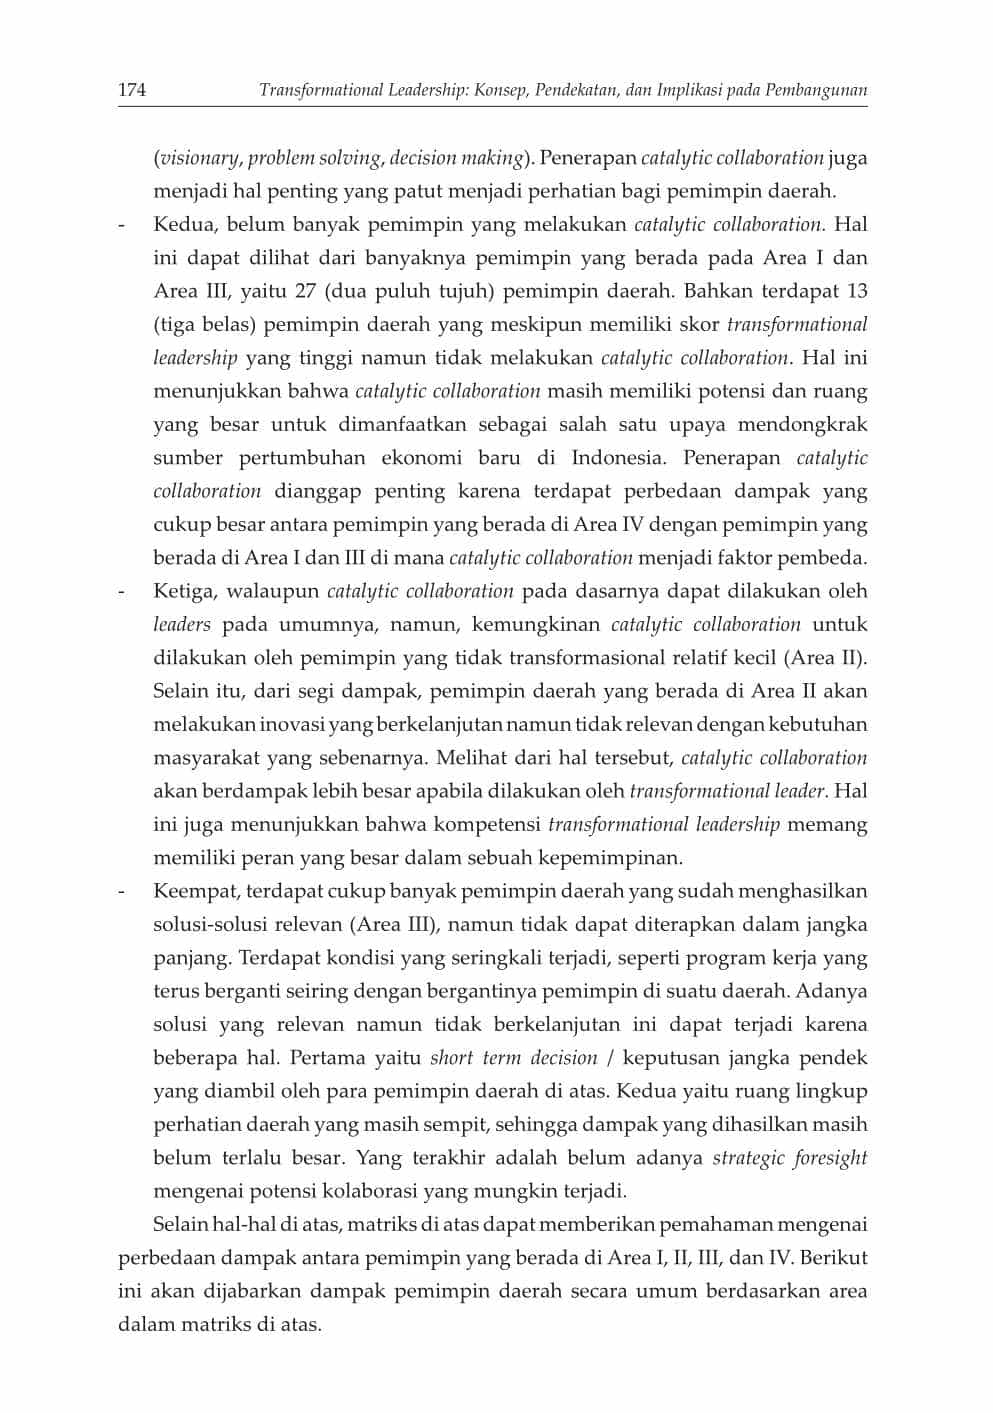 174 Transformational Leadership: Konsep, Pendekatan, dan Implikasi pada Pembangunan
(visionary, problem solving, decision making). Penerapan catalytic collaboration juga
menjadi hal penting yang patut menjadi perhatian bagi pemimpin daerah.
- Kedua, belum banyak pemimpin yang melakukan catalytic collaboration. Hal
ini dapat dilihat dari banyaknya pemimpin yang berada pada Area I dan
Area III, yaitu 27 (dua puluh tujuh) pemimpin daerah. Bahkan terdapat 13
(tiga belas) pemimpin daerah yang meskipun memiliki skor transformational
leadership yang tinggi namun tidak melakukan catalytic collaboration. Hal ini
menunjukkan bahwa catalytic collaboration masih memiliki potensi dan ruang
yang besar untuk dimanfaatkan sebagai salah satu upaya mendongkrak
sumber pertumbuhan ekonomi baru di Indonesia. Penerapan catalytic
collaboration dianggap penting karena terdapat perbedaan dampak yang
cukup besar antara pemimpin yang berada di Area IV dengan pemimpin yang
berada di Area I dan III di mana catalytic collaboration menjadi faktor pembeda.
- Ketiga, walaupun catalytic collaboration pada dasarnya dapat dilakukan oleh
leaders pada umumnya, namun, kemungkinan catalytic collaboration untuk
dilakukan oleh pemimpin yang tidak transformasional relatif kecil (Area II).
Selain itu, dari segi dampak, pemimpin daerah yang berada di Area II akan
melakukan inovasi yang berkelanjutan namun tidak relevan dengan kebutuhan
masyarakat yang sebenarnya. Melihat dari hal tersebut, catalytic collaboration
akan berdampak lebih besar apabila dilakukan oleh transformational leader. Hal
ini juga menunjukkan bahwa kompetensi transformational leadership memang
memiliki peran yang besar dalam sebuah kepemimpinan.
- Keempat, terdapat cukup banyak pemimpin daerah yang sudah menghasilkan
solusi-solusi relevan (Area III), namun tidak dapat diterapkan dalam jangka
panjang. Terdapat kondisi yang seringkali terjadi, seperti program kerja yang
terus berganti seiring dengan bergantinya pemimpin di suatu daerah. Adanya
solusi yang relevan namun tidak berkelanjutan ini dapat terjadi karena
beberapa hal. Pertama yaitu short term decision / keputusan jangka pendek
yang diambil oleh para pemimpin daerah di atas. Kedua yaitu ruang lingkup
perhatian daerah yang masih sempit, sehingga dampak yang dihasilkan masih
belum terlalu besar. Yang terakhir adalah belum adanya strategic foresight
mengenai potensi kolaborasi yang mungkin terjadi.
Selain hal-hal di atas, matriks di atas dapat memberikan pemahaman mengenai
perbedaan dampak antara pemimpin yang berada di Area I, II, III, dan IV. Berikut
ini akan dijabarkan dampak pemimpin daerah secara umum berdasarkan area
dalam matriks di atas.